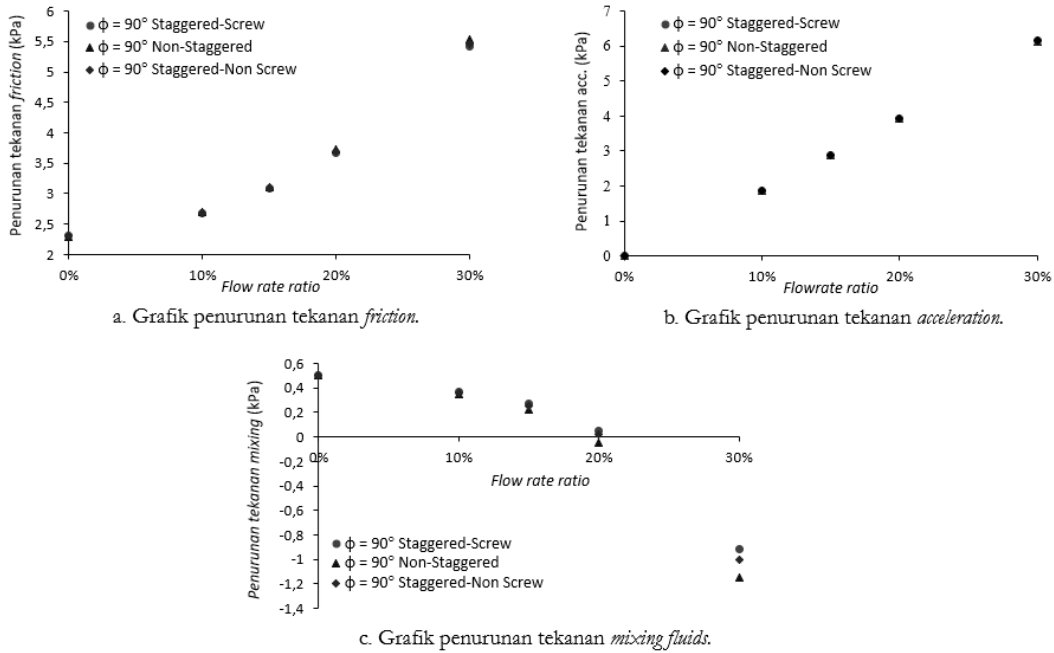 Penurunan tekanan friction (kPa)
6
5,5
5
4,5
4
3,5
3
2,5
2
ϕ = 90° Staggered-Screw
ϕ = 90° Non-Staggered
ϕ = 90° Staggered-Non Screw
0%
10%
20%
30%
Flow rate ratio
a. Grafik penurunan tekanan friction.
Penurunan tekanan acc. (kPa)
7
6
5
4
3
2
1
0
ϕ = 90° Staggered-Screw
ϕ = 90° Non-Staggered
ϕ = 90° Staggered-Non Screw
0%
10%
20%
30%
Flowrate ratio
b. Grafik penurunan tekanan acceleration.
Penurunan tekanan mixing (kPa)
0,6
0,4
0,2
0
-0,2
-0,4
-0,6
-0,8
-1
-1,2
-1,4
0%
10%
20%
30%
Flow rate ratio
ϕ = 90° Staggered-Screw
ϕ = 90° Non-Staggered
ϕ = 90° Staggered-Non Screw
c. Grafik penurunan tekanan mixing fluids.